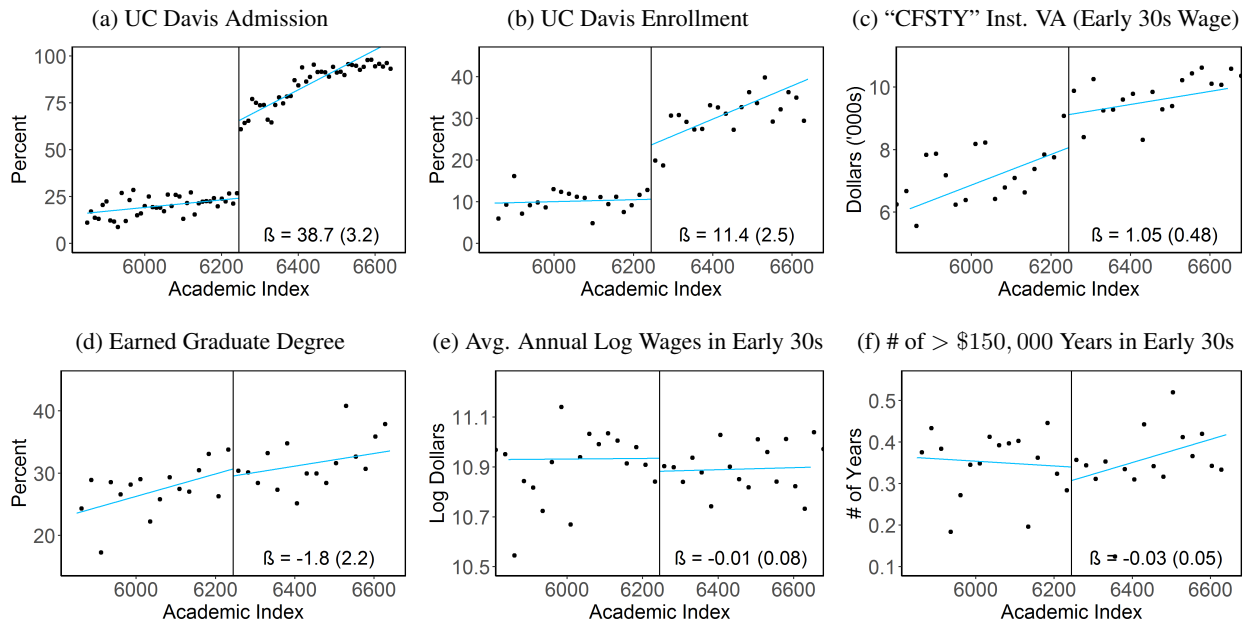 (a) UC Davis Admission
Percent
100
75
50
25
0
ß = 38.7 (3.2)
6000 6200 6400 6600
Academic Index
(b) UC Davis Enrollment
Percent
40
30
20
10
0
ß = 11.4 (2.5)
6000 6200 6400 6600
Academic Index
(c) “CFSTY” Inst. VA (Early 30s Wage)
Dollars ('000s)
10
8
6
ß = 1.05 (0.48)
6000 6200 6400 6600
Academic Index
(d) Earned Graduate Degree
Percent
40
30
20
ß = -1.8 (2.2)
6000 6200 6400 6600
Academic Index
(e) Avg. Annual Log Wages in Early 30s
Log Dollars
11.1
10.9
10.7
10.5
ß = -0.01 (0.08)
6000 6200 6400 6600
Academic Index
(f) # of > $150,000 Years in Early 30s
# of Years
0.5
0.4
0.3
0.2
0.1
ß = -0.03 (0.05)
6000 6200 6400 6600
Academic Index